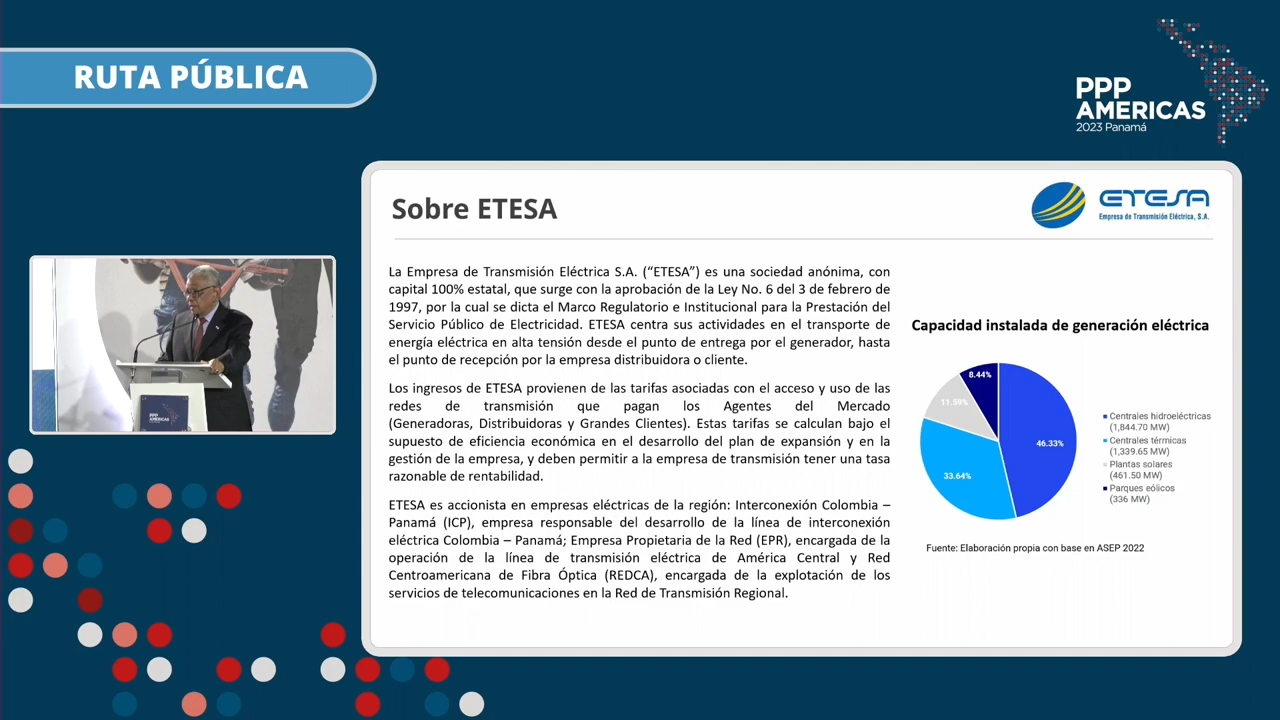 RUTA PÚBLICA
PPP
AMERICAS
2023 Panamá
Sobre ETESA
ETESA
Empresa de Transmisión Eléctrica, S.A.
La Empresa de Transmisión Eléctrica S.A. (“ETESA”) es una sociedad anónima, con
capital 100% estatal, que surge con la aprobación de la Ley No. 6 del 3 de febrero de
1997, por la cual se dicta el Marco Regulatorio e Institucional para la Prestación del
Servicio Público de Electricidad. ETESA centra sus actividades en el transporte de
energía eléctrica en alta tensión desde el punto de entrega por el generador, hasta
el punto de recepción por la empresa distribuidora o cliente.
Los ingresos de ETESA provienen de las tarifas asociadas con el acceso y uso de las
redes de transmisión que pagan los Agentes del Mercado
(Generadoras, Distribuidoras y Grandes Clientes). Estas tarifas se calculan bajo el
supuesto de eficiencia económica en el desarrollo del plan de expansión y en la
gestión de la empresa, y deben permitir a la empresa de transmisión tener una tasa
razonable de rentabilidad.
ETESA es accionista en empresas eléctricas de la región: Interconexión Colombia –
Panamá (ICP), empresa responsable del desarrollo de la línea de interconexión
eléctrica Colombia – Panamá; Empresa Propietaria de la Red (EPR), encargada de la
operación de la línea de transmisión eléctrica de América Central y Red
Centroamericana de Fibra Óptica (REDCA), encargada de la explotación de los
servicios de telecomunicaciones en la Red de Transmisión Regional.
Capacidad instalada de generación eléctrica
8.44%
11.59%
46.33%
33.64%
Centrales hidroeléctricas
(1,844.70 MW)
Centrales térmicas
(1,339.65 MW)
Plantas solares
(461.50 MW)
Parques eólicos
(336 MW)
Fuente: Elaboración propia con base en ASEP 2022
PPP
AMERICAS